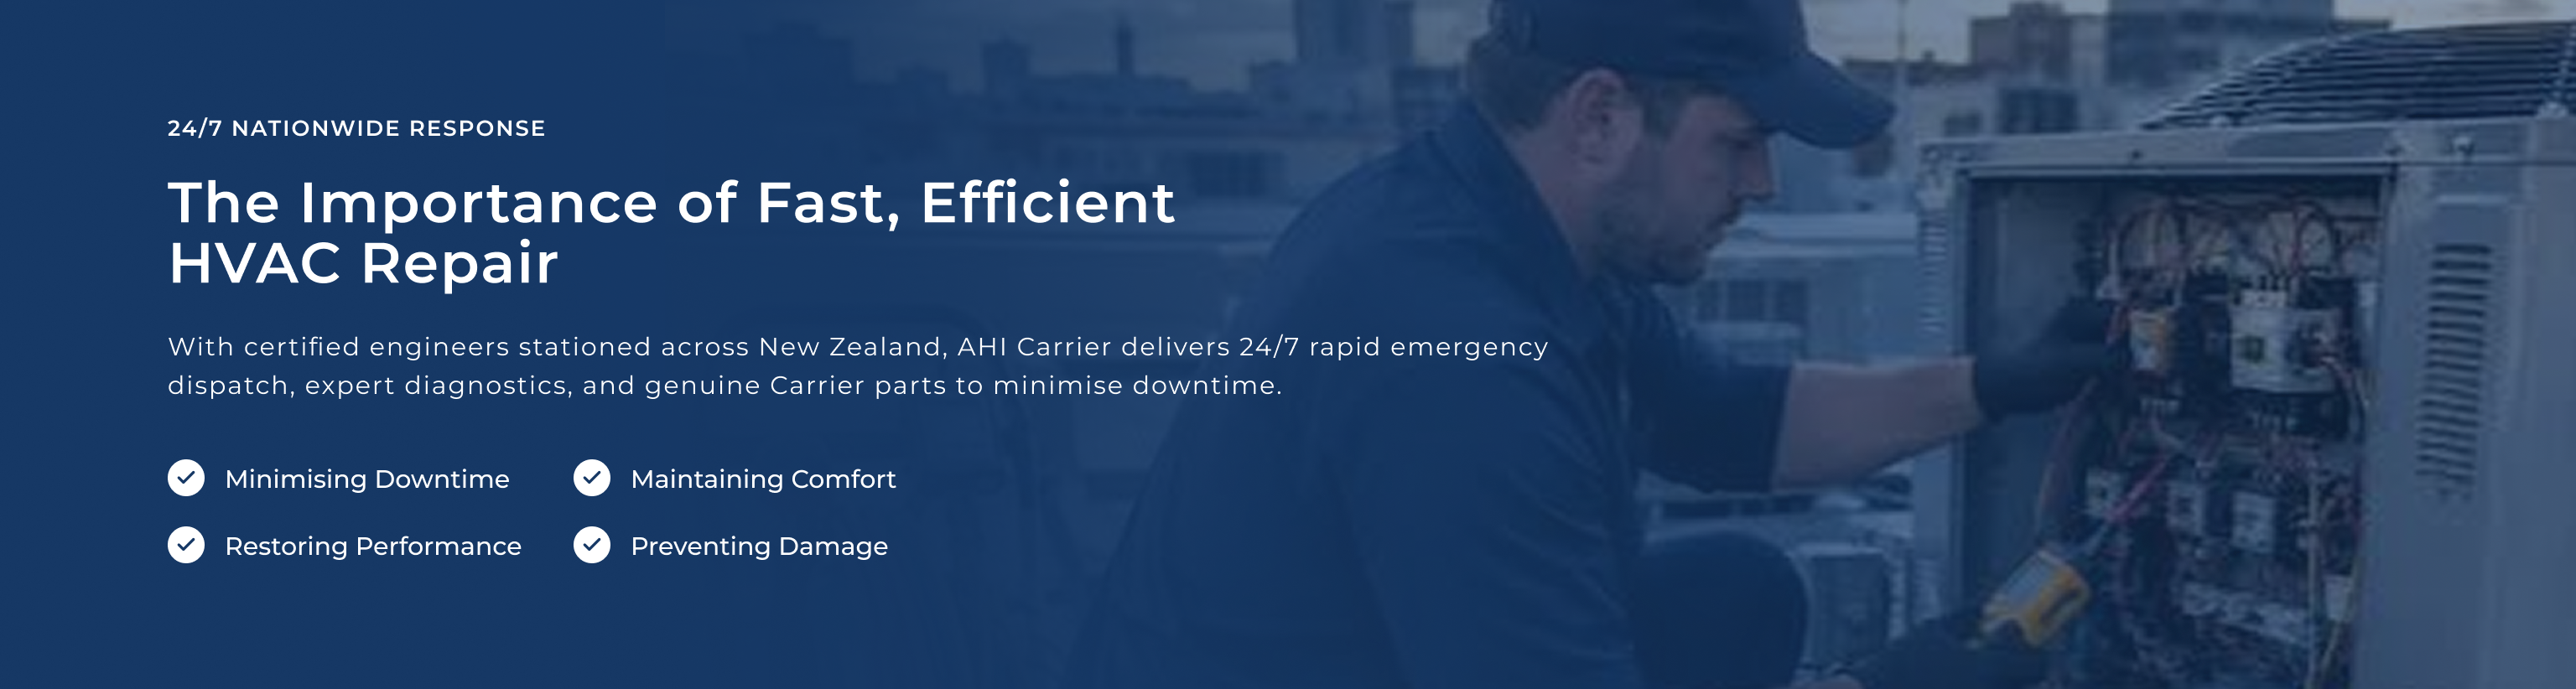 24/7 NATIONWIDE RESPONSE
The Importance of Fast, Efficient
HVAC Repair
With certified engineers stationed across New Zealand, AHI Carrier delivers 24/7 rapid emergency
dispatch, expert diagnostics, and genuine Carrier parts to minimise downtime.
Minimising Downtime
Maintaining Comfort
Restoring Performance
Preventing Damage